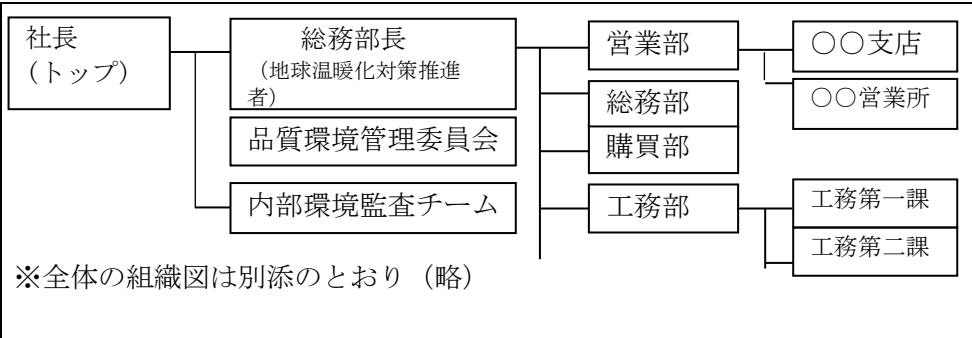 社長
(トップ)
総務部長
(地球温暖化対策推進
者)
品質環境管理委員会
内部環境監査チーム
営業部
総務部
購買部
工務部
○○支店
○○営業所
工務第一課
工務第二課
※全体の組織図は別添のとおり(略)